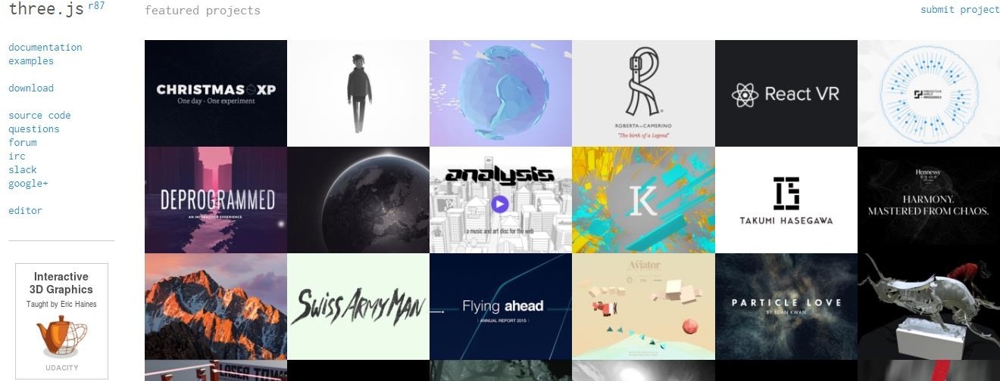 three.js r87
featured projects
submit project
documentation
examples
download
source code
questions
forum
irc
slack
google+
editor
Interactive
3D Graphics
Taught by Eric Haines
UDACITY
CHRISTMAS XP
One day · One experiment
R
ROBERTA DI CAMERINO
"The birth of a Legend"
React VR
DEPROGRAMMED
AN INTERACTIVE EXPERIENCE
analysis
a music and art disc for the web
K
TAKUMI HASEGAWA
Hennessy
HARMONY.
MASTERED FROM CHAOS.
SWISS ARMY MAN
Flying ahead
ANNUAL REPORT 2015
Aviator
PARTICLE LOVE
BY EDAN KWAN
LASER